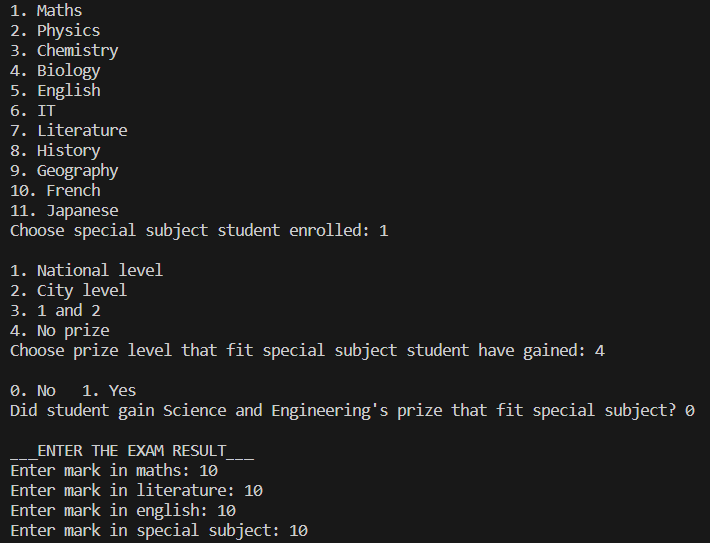 1. Maths
2. Physics
3. Chemistry
4. Biology
5. English
6. IT
7. Literature
8. History
9. Geography
10. French
11. Japanese
Choose special subject student enrolled: 1
1. National level
2. City level
3. 1 and 2
4. No prize
Choose prize level that fit special subject student have gained: 4
0. No   1. Yes
Did student gain Science and Engineering's prize that fit special subject? 0
___ENTER THE EXAM RESULT___
Enter mark in maths: 10
Enter mark in literature: 10
Enter mark in english: 10
Enter mark in special subject: 10